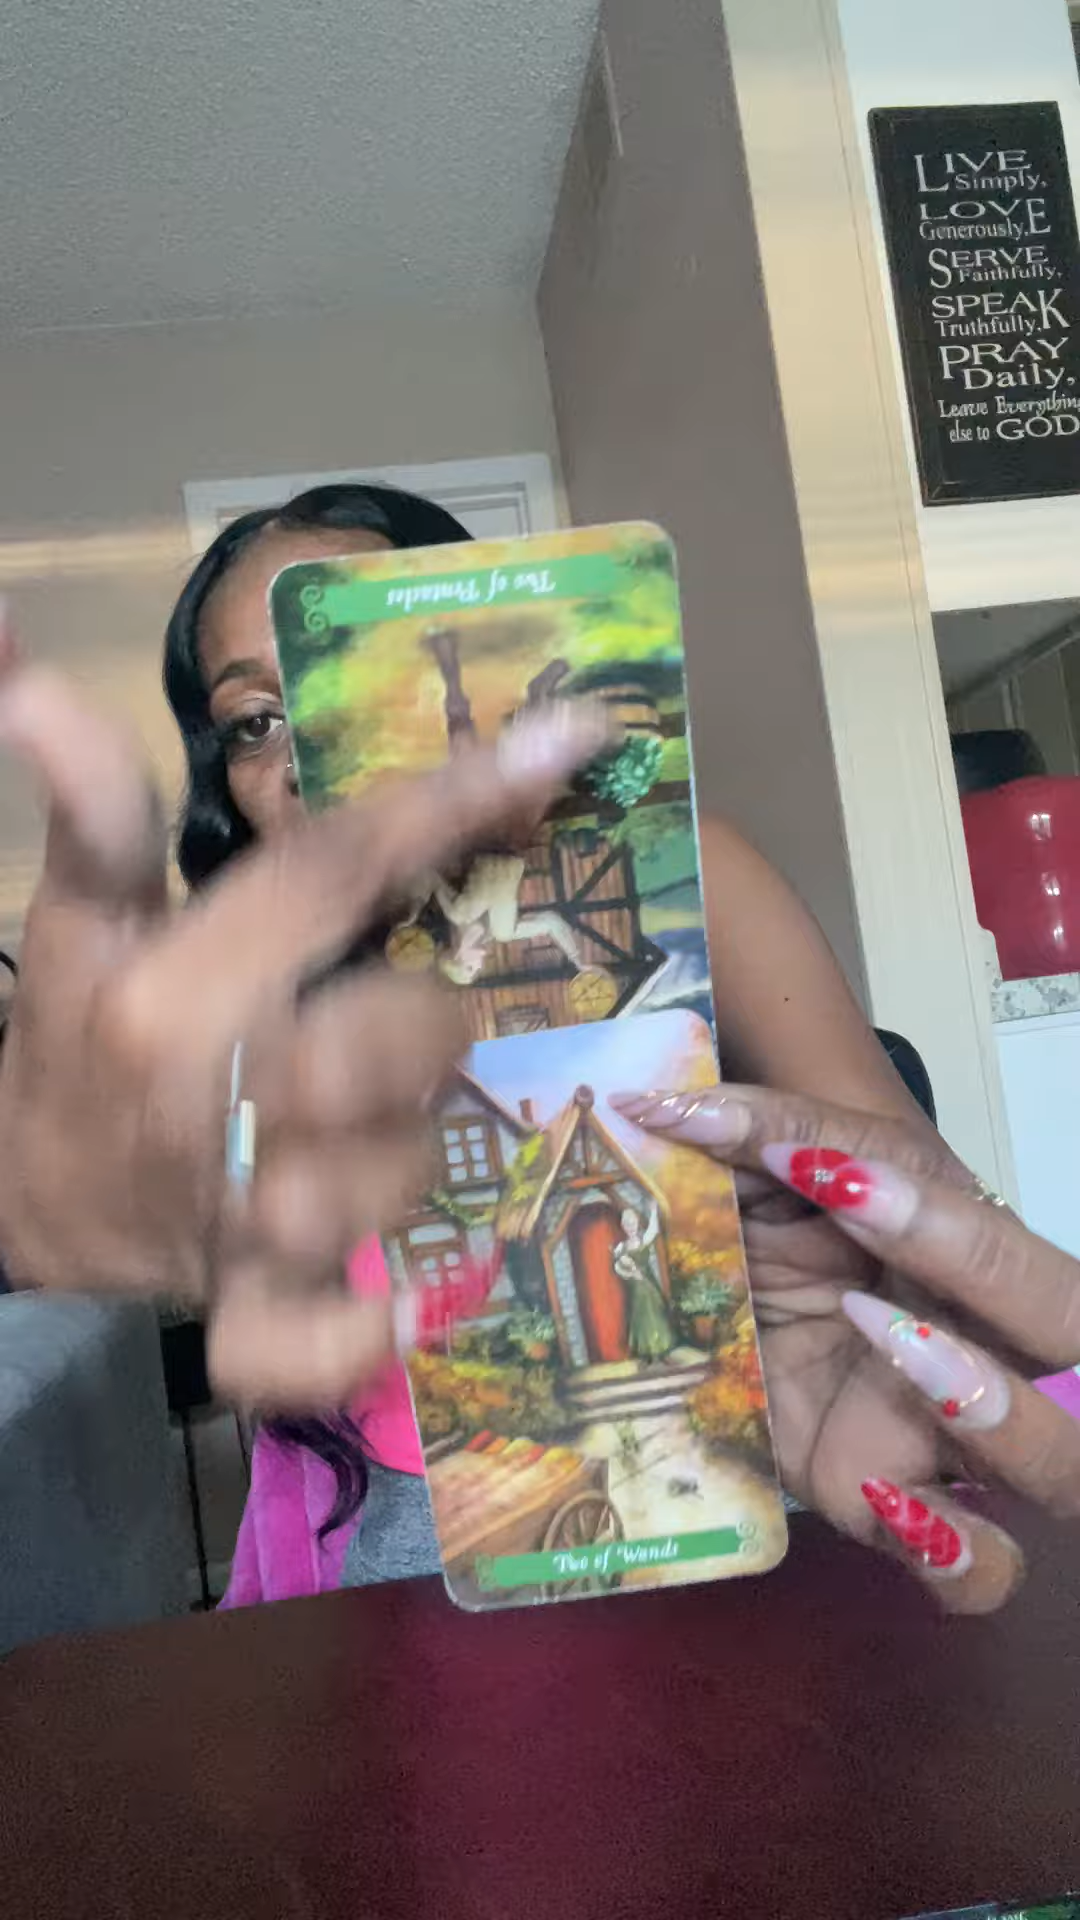 LIVE
Simply,
LOVE
Generously,
SERVE
Faithfully,
SPEAK
Truthfully,
PRAY
Daily,
Leave Everything
else to GOD
Two of Pentacles
Two of Wands